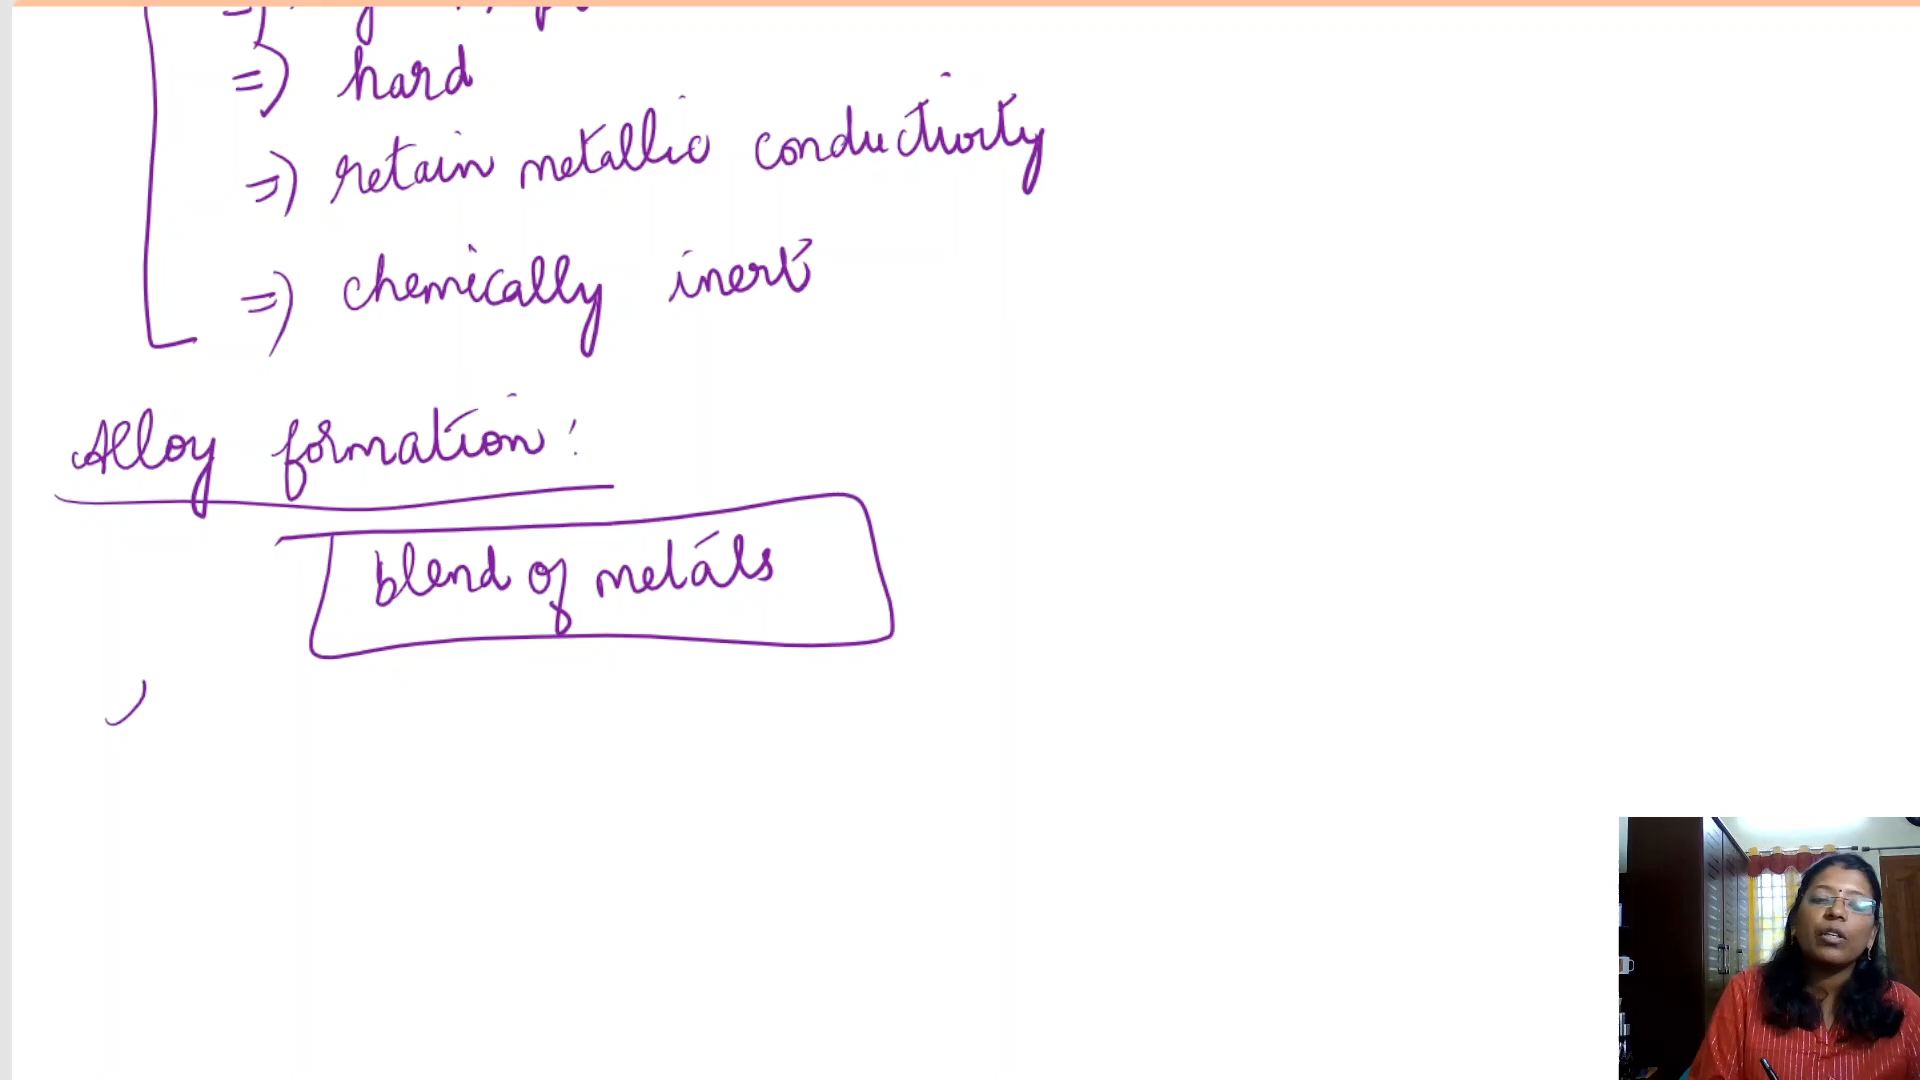 => hard
=> retain metallic conductivity
=> chemically inert
Alloy formation:
blend of metals